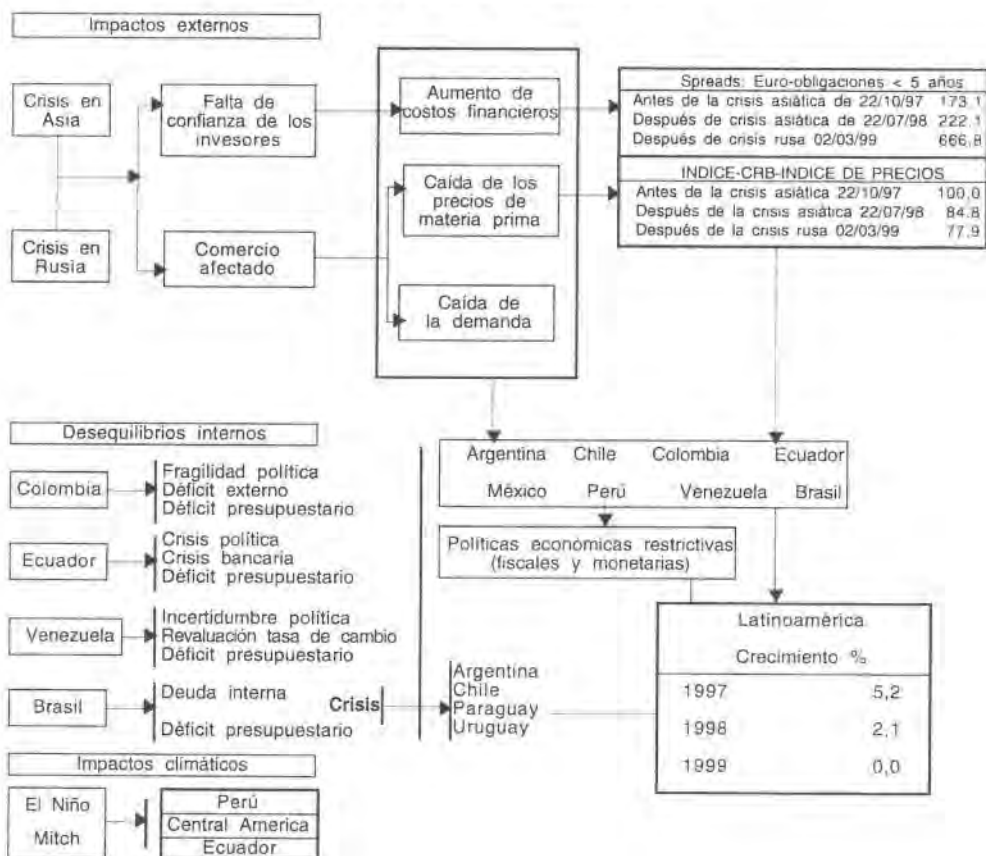 Impactos externos
Crisis en
Asia
Crisis en
Rusia
Falta de
confianza de los
invesores
Comercio
afectado
Aumento de
costos financieros
Caída de los
precios de
materia prima
Caída de
la demanda
Spreads: Euro-obligaciones < 5 años
Antes de la crisis asiática de 22/10/97 173,1
Después de crisis asiática de 22/07/98 222,1
Después de crisis rusa 02/03/99 666,8
INDICE-CRB-INDICE DE PRECIOS
Antes de la crisis asiática 22/10/97 100,0
Después de la crisis asiática 22/07/98 84,8
Después de la crisis rusa 02/03/99 77,9
Argentina Chile Colombia Ecuador
México Perú Venezuela Brasil
Políticas económicas restrictivas
(fiscales y monetarias)
Latinoamérica
Crecimiento %
1997 5,2
1998 2,1
1999 0,0
Desequilibrios internos
Colombia
Fragilidad política
Déficit externo
Déficit presupuestario
Ecuador
Crisis política
Crisis bancaria
Déficit presupuestario
Venezuela
Incertidumbre política
Revaluación tasa de cambio
Déficit presupuestario
Brasil
Deuda interna
Déficit presupuestario
Crisis
Argentina
Chile
Paraguay
Uruguay
Impactos climáticos
El Niño
Mitch
Perú
Central America
Ecuador